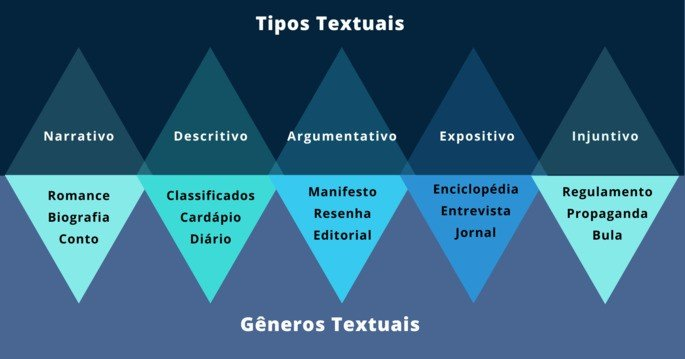 Tipos Textuais
Narrativo
Descritivo
Argumentativo
Expositivo
Injuntivo
Romance
Biografia
Conto
Classificados
Cardápio
Diário
Manifesto
Resenha
Editorial
Enciclopédia
Entrevista
Jornal
Regulamento
Propaganda
Bula
Gêneros Textuais